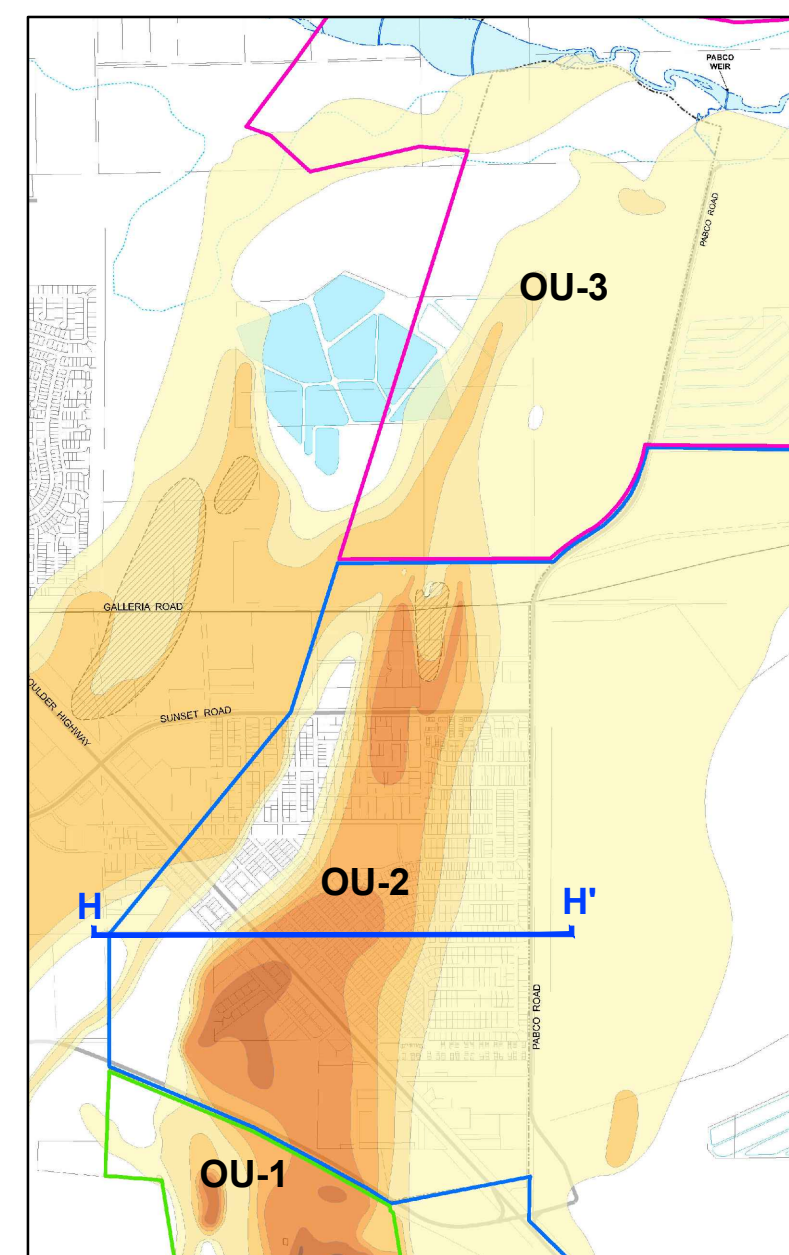 PABCO
WEIR
PABCO ROAD
OU-3
GALLERIA ROAD
SUNSET ROAD
OULDER HIGHWAY
OU-2
H
H'
PABCO ROAD
OU-1